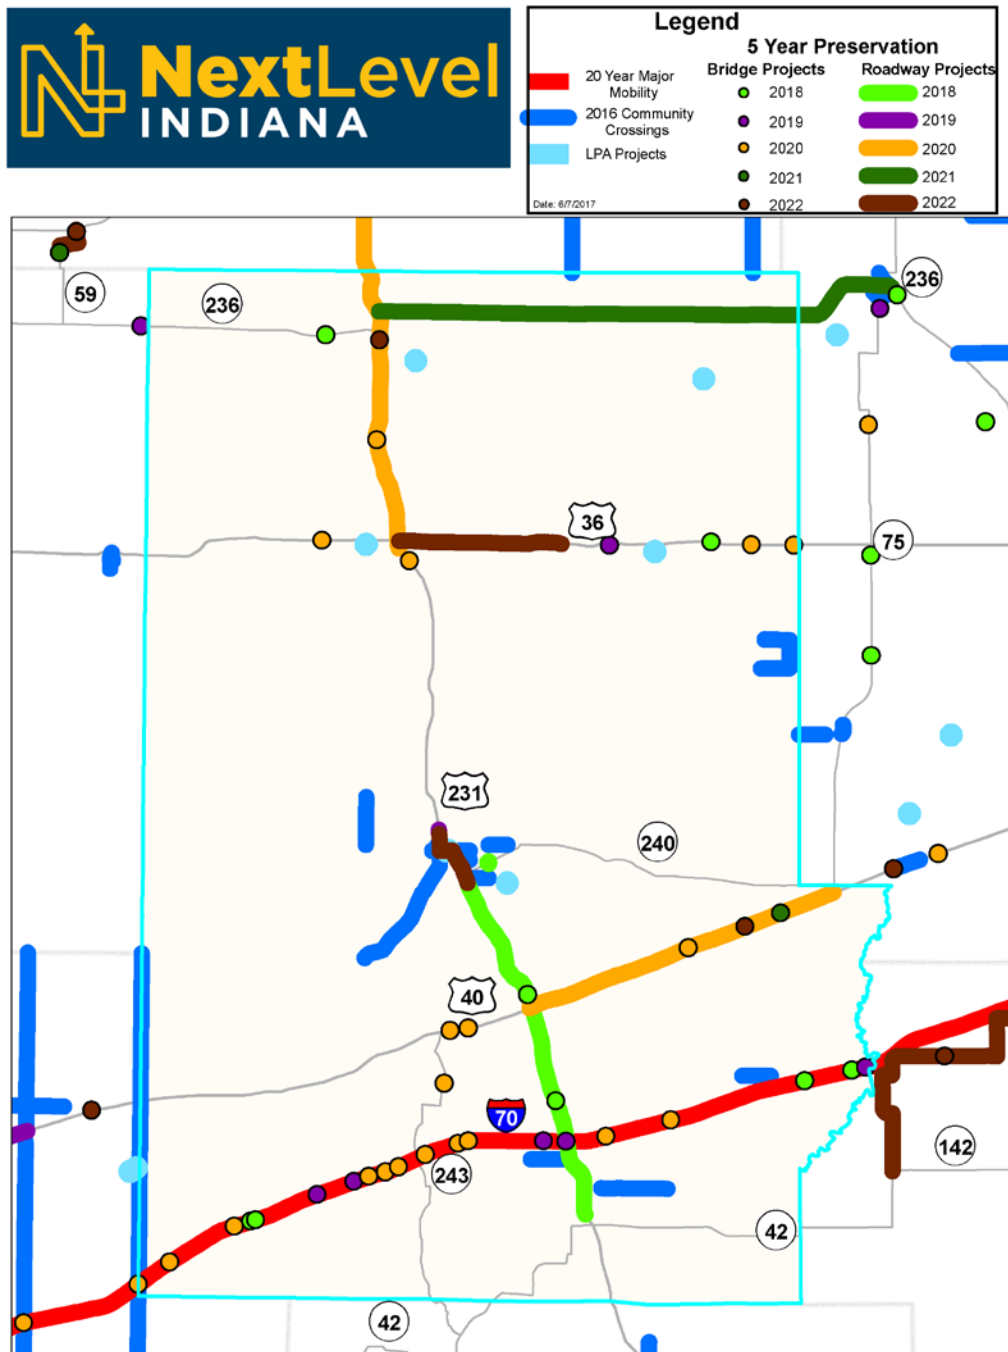 NextLevel
INDIANA
Legend
5 Year Preservation
Bridge Projects
Roadway Projects
20 Year Major
Mobility
2016 Community
Crossings
LPA Projects
2018
2019
2020
2021
2022
2018
2019
2020
2021
2022
Date: 6/7/2017
59
236
236
36
75
231
240
40
70
243
142
42
42